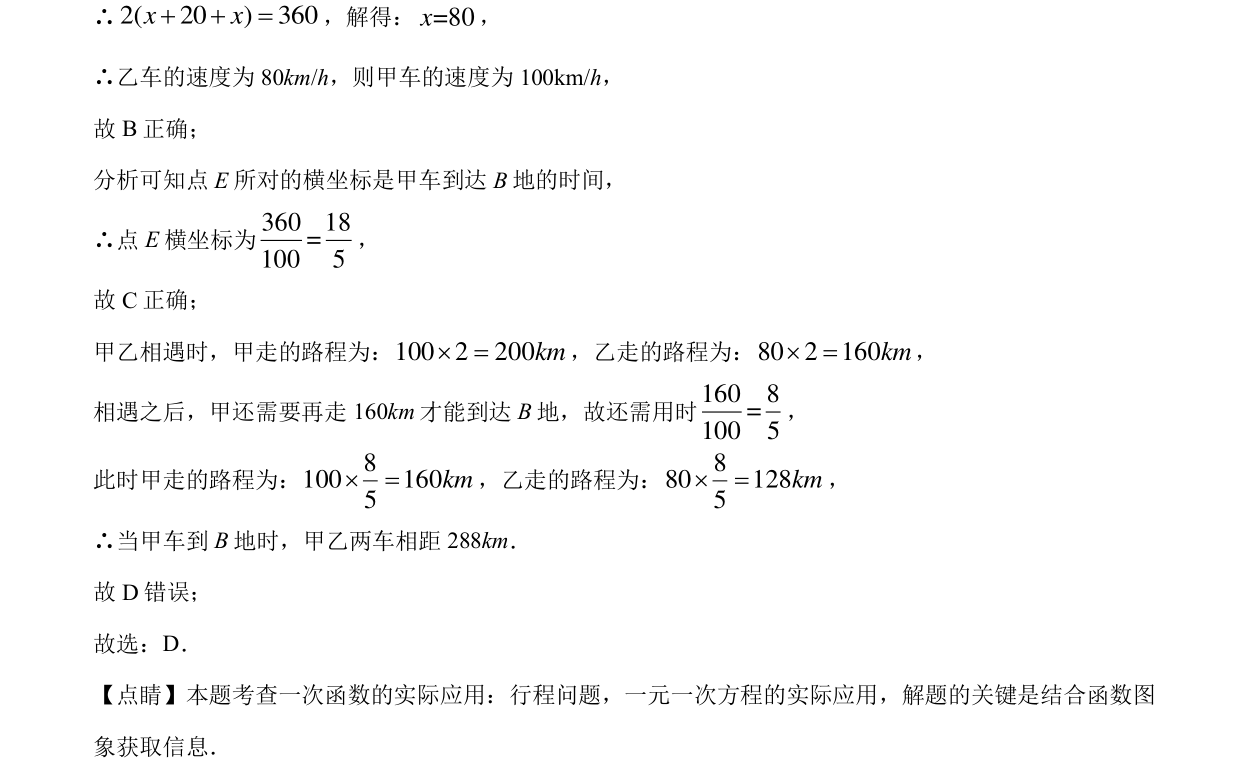 ∴2(x+20+x)=360，解得：x=80，
∴乙车的速度为 80km/h，则甲车的速度为 100km/h，
故 B 正确；
分析可知点 E 所对的横坐标是甲车到达 B 地的时间，
∴点 E 横坐标为 360/100=18/5，
故 C 正确；
甲乙相遇时，甲走的路程为：100×2=200km，乙走的路程为：80×2=160km，
相遇之后，甲还需要再走 160km 才能到达 B 地，故还需用时 160/100=8/5，
此时甲走的路程为：100×8/5=160km，乙走的路程为：80×8/5=128km，
∴当甲车到 B 地时，甲乙两车相距 288km．
故 D 错误；
故选：D．
【点睛】本题考查一次函数的实际应用：行程问题，一元一次方程的实际应用，解题的关键是结合函数图
象获取信息．